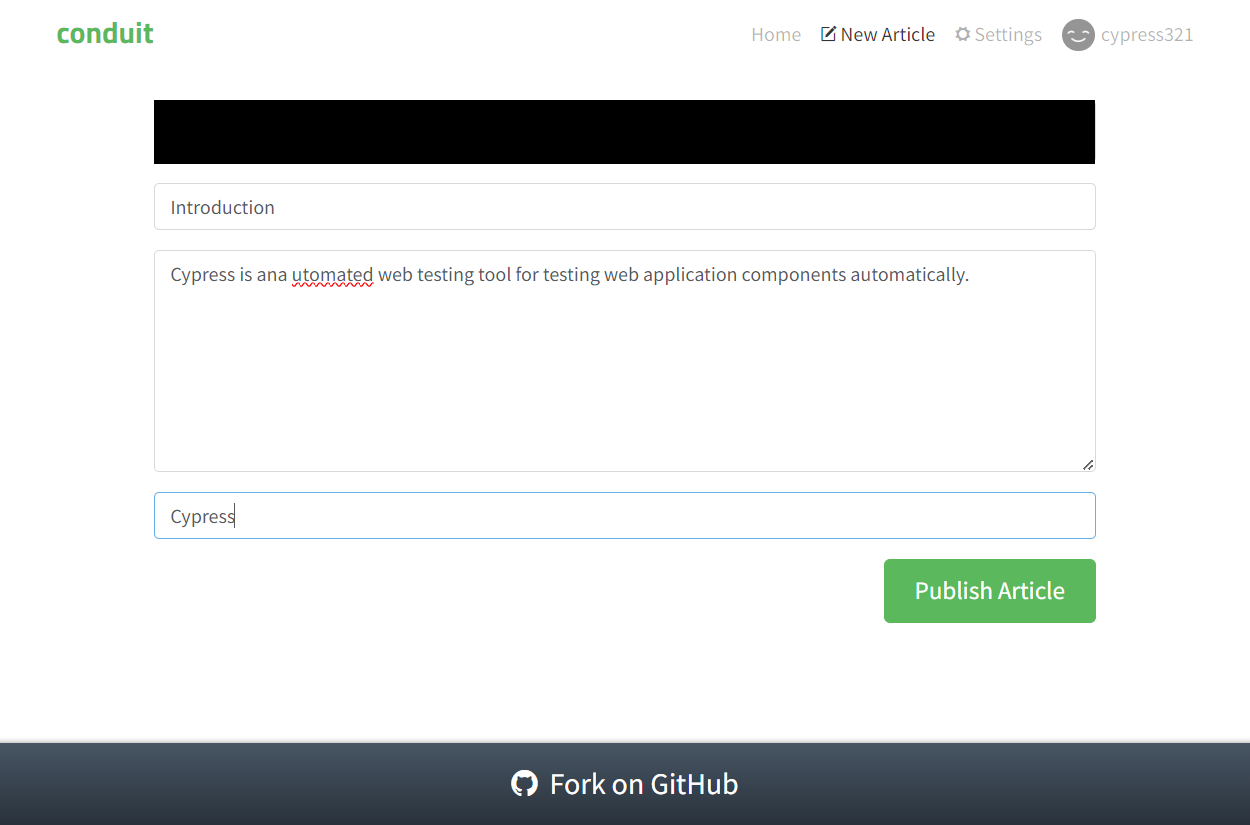 conduit
Home New Article Settings cypress321
Introduction
Cypress is ana utomated web testing tool for testing web application components automatically.
Cypress
Publish Article
Fork on GitHub